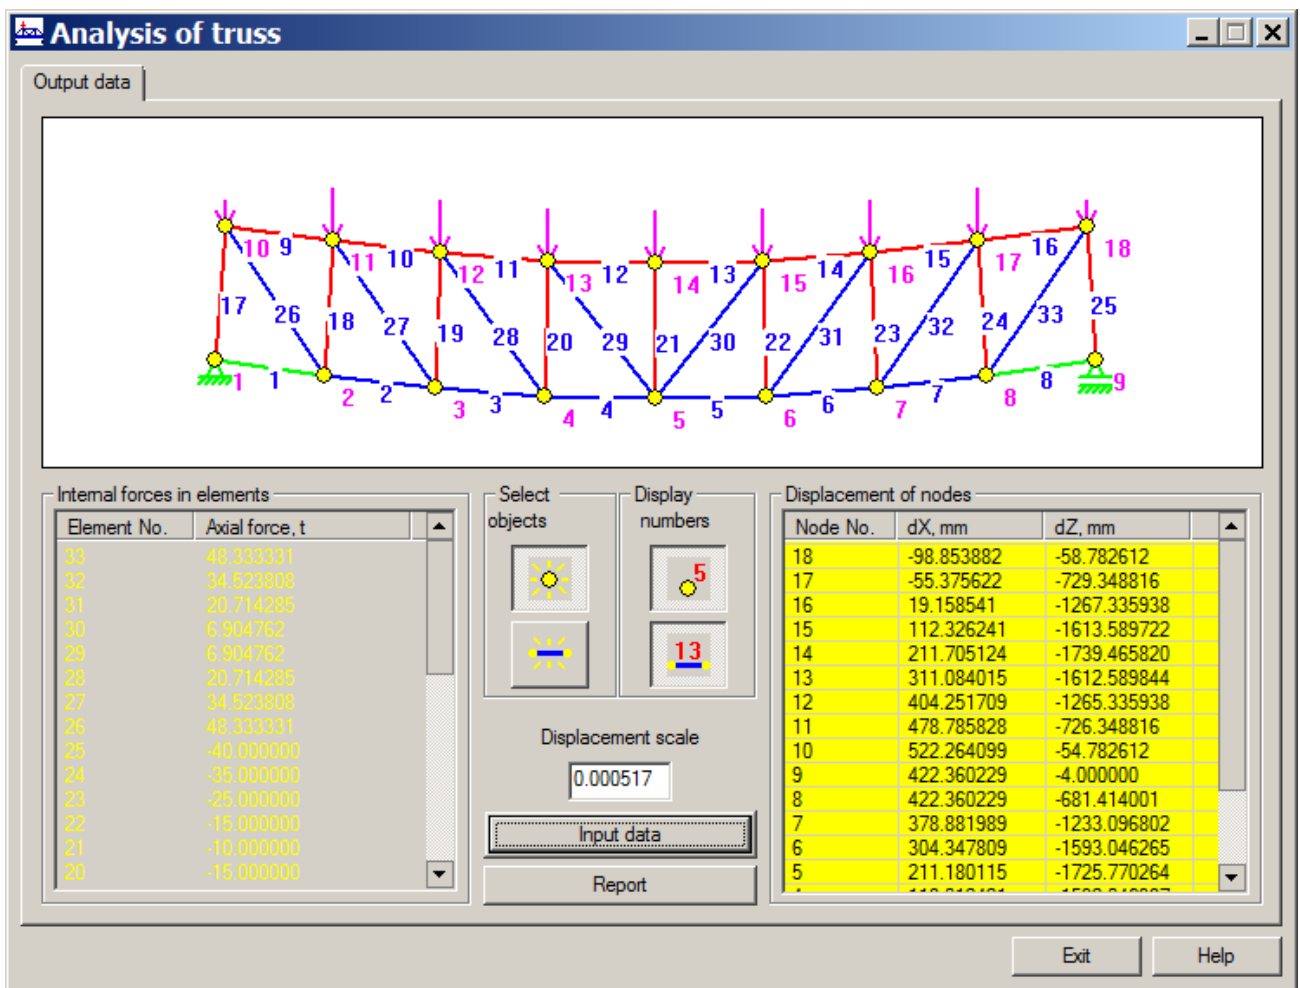 Analysis of truss
Output data
10 9 11 10 12 11 13 12 14 13 15 14 16 15 17 16 18
17 26 18 27 19 28 20 29 21 30 22 31 23 32 24 33 25
1 1 2 2 3 3 4 4 5 5 6 6 7 7 8 8 9
Internal forces in elements
Element No. Axial force, t
33 48.333331
32 34.523808
31 20.714285
30 6.904762
29 6.904762
28 20.714285
27 34.523808
26 48.333331
25 -40.000000
24 -35.000000
23 -25.000000
22 -15.000000
21 -10.000000
20 -15.000000
Select objects
Display numbers
5
13
Displacement scale
0.000517
Input data
Report
Displacement of nodes
Node No. dX, mm dZ, mm
18 -98.853882 -58.782612
17 -55.375622 -729.348816
16 19.158541 -1267.335938
15 112.326241 -1613.589722
14 211.705124 -1739.465820
13 311.084015 -1612.589844
12 404.251709 -1265.335938
11 478.785828 -726.348816
10 522.264099 -54.782612
9 422.360229 -4.000000
8 422.360229 -681.414001
7 378.881989 -1233.096802
6 304.347809 -1593.046265
5 211.180115 -1725.770264
Exit
Help